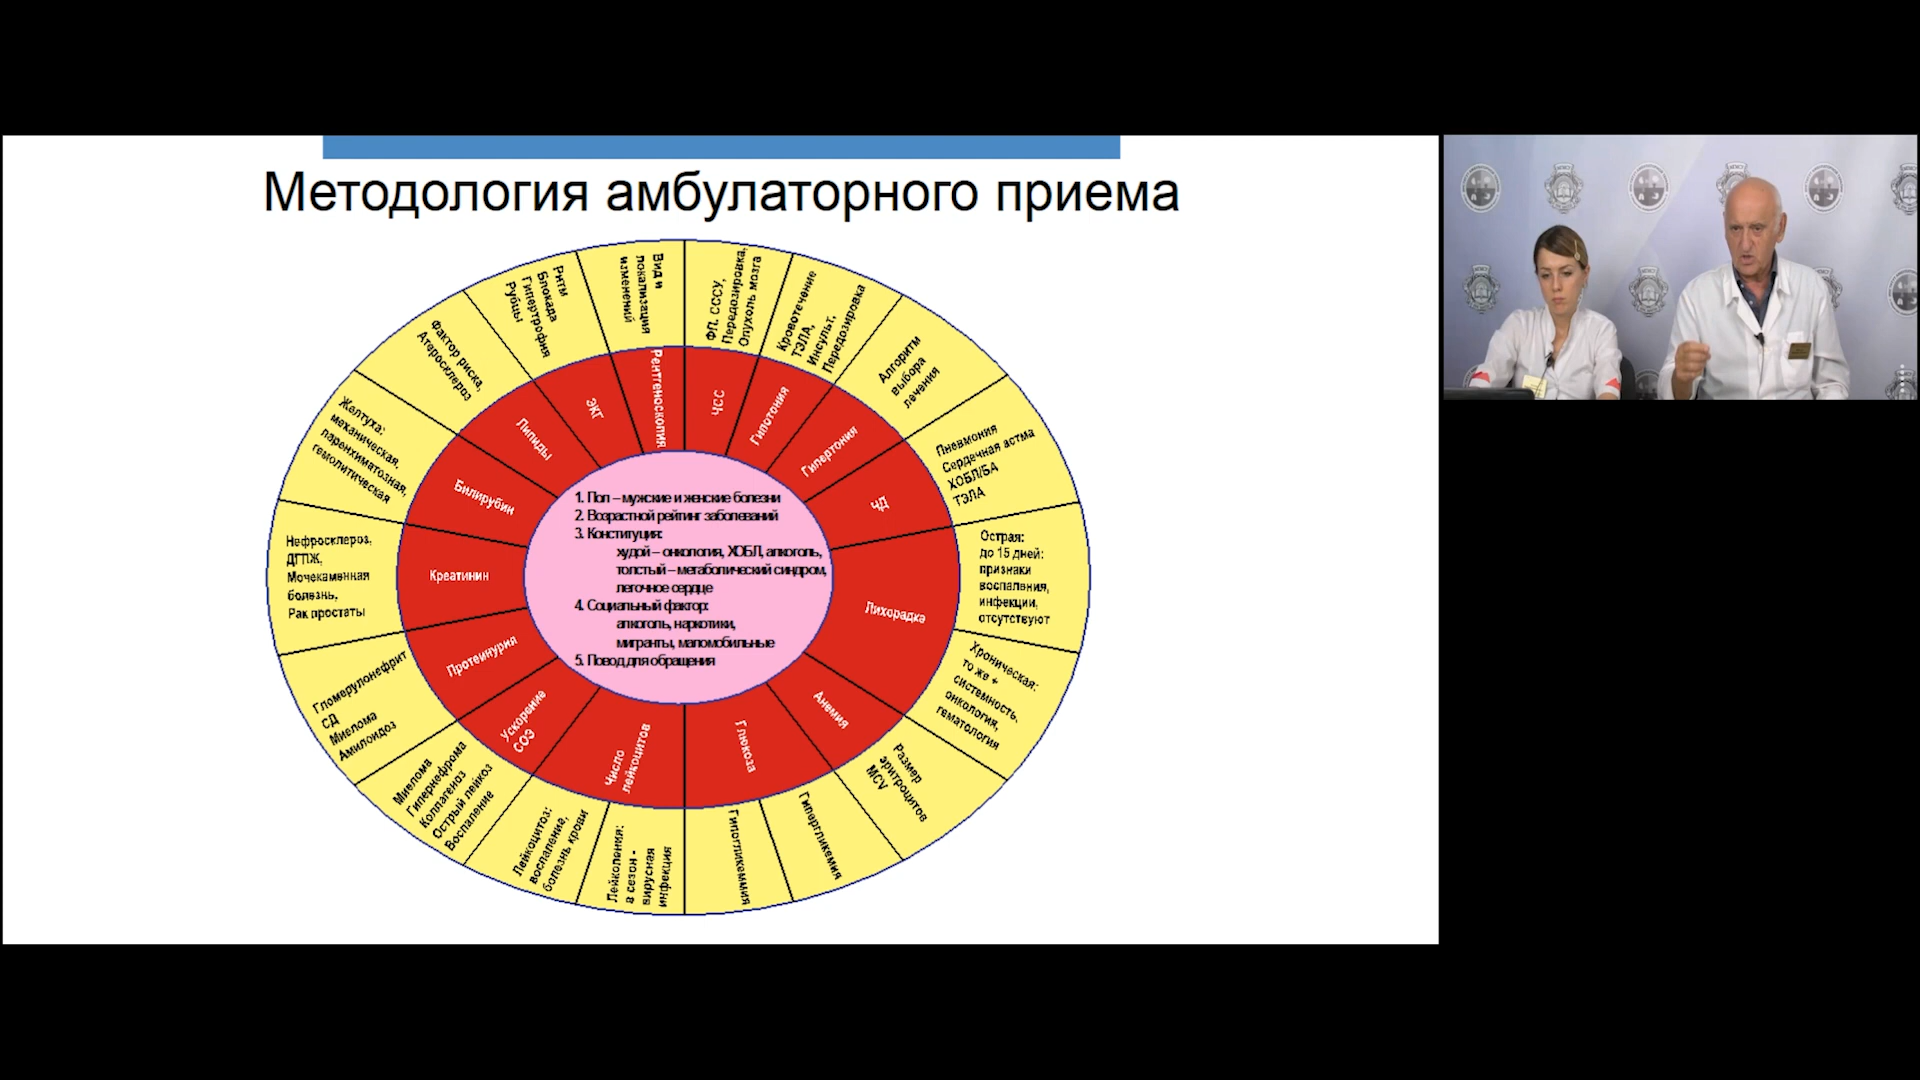 Методология амбулаторного приема
1. Пол – мужские и женские болезни
2. Возрастной рейтинг заболеваний
3. Конституция:
худой – онкология, ХОБЛ, алкоголь,
толстый – метаболический синдром,
легочное сердце
4. Социальный фактор:
алкоголь, наркотики,
мигранты, маломобильные
5. Повод для обращения
ЧСС
Гипотония
Гипертония
ЧД
Лихорадка
Анемия
Глюкоза
Число
лейкоцитов
Ускорение
СОЭ
Протеинурия
Креатинин
Билирубин
Липиды
ЭКГ
Рентгеноскопия
ФП. СССУ,
Передозировка,
Опухоль мозга
Кровотечение
ТЭЛА,
Инсульт,
Передозировка
Алгоритм
выбора
лечения
Пневмония
Сердечная астма
ХОБЛ/БА
ТЭЛА
Острая:
до 15 дней:
признаки
воспаления,
инфекции,
отсутствуют
Хроническая:
то же +
системность,
онкология,
гематология
Размер
эритроцитов
MCV
Гипергликемия
Гипогликеммия
Лейкопения:
в сезон -
вирусная
инфекция
Лейкоцитоз:
воспаление,
болезнь крови
Миелома
Гипернефрома
Коллагеноз
Острый лейкоз
Воспаление
Гломерулонефрит
СД
Миелома
Амилоидоз
Нефросклероз,
ДГПЖ,
Мочекаменная
болезнь,
Рак простаты
Желтуха:
механическая,
паренхиматозная,
гемолитическая
Фактор риска,
Атеросклероз
Ритм
Блокада
Гипертрофия
Рубцы
Вид и
локализация
изменений